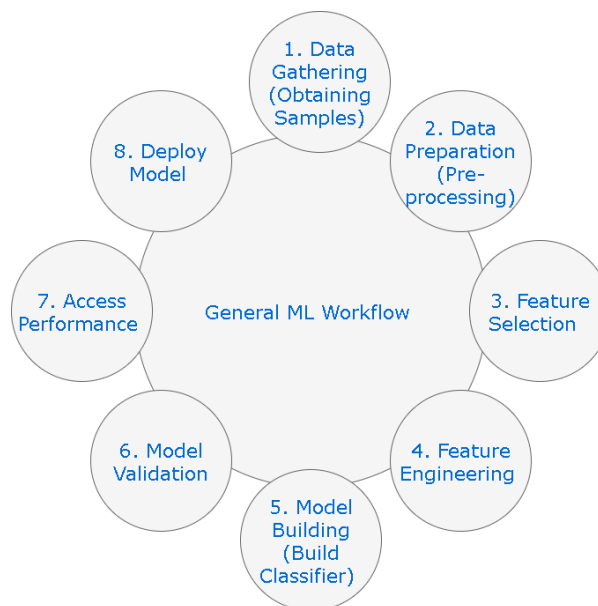 1. Data
Gathering
(Obtaining
Samples)
2. Data
Preparation
(Pre-
processing)
3. Feature
Selection
4. Feature
Engineering
5. Model
Building
(Build
Classifier)
6. Model
Validation
7. Access
Performance
8. Deploy
Model
General ML Workflow